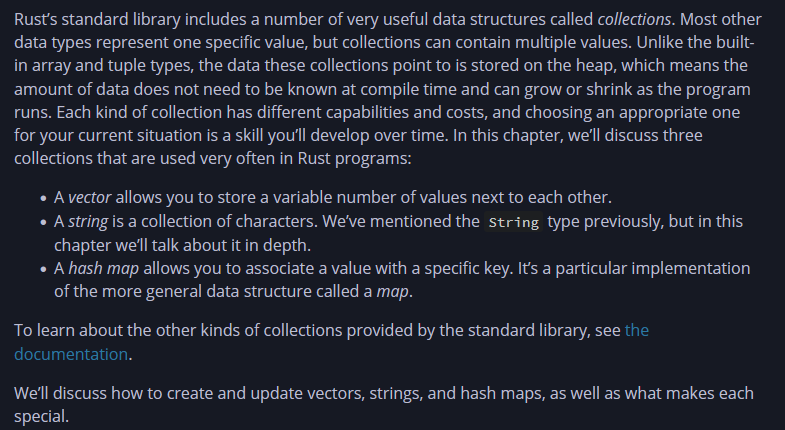 Rust’s standard library includes a number of very useful data structures called collections. Most other
data types represent one specific value, but collections can contain multiple values. Unlike the built-
in array and tuple types, the data these collections point to is stored on the heap, which means the
amount of data does not need to be known at compile time and can grow or shrink as the program
runs. Each kind of collection has different capabilities and costs, and choosing an appropriate one
for your current situation is a skill you’ll develop over time. In this chapter, we’ll discuss three
collections that are used very often in Rust programs:
• A vector allows you to store a variable number of values next to each other.
• A string is a collection of characters. We’ve mentioned the String type previously, but in this
chapter we’ll talk about it in depth.
• A hash map allows you to associate a value with a specific key. It’s a particular implementation
of the more general data structure called a map.
To learn about the other kinds of collections provided by the standard library, see the
documentation.
We’ll discuss how to create and update vectors, strings, and hash maps, as well as what makes each
special.